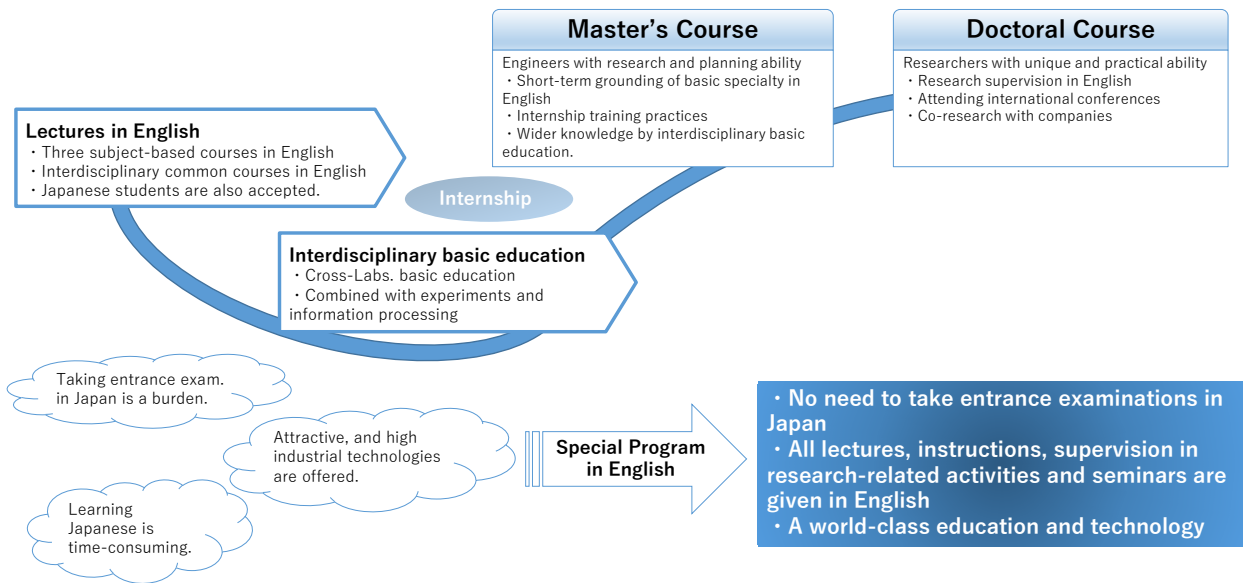 Master's Course
Engineers with research and planning ability
・Short-term grounding of basic specialty in
English
・Internship training practices
・Wider knowledge by interdisciplinary basic
education.
Doctoral Course
Researchers with unique and practical ability
・Research supervision in English
・Attending international conferences
・Co-research with companies
Lectures in English
・Three subject-based courses in English
・Interdisciplinary common courses in English
・Japanese students are also accepted.
Internship
Interdisciplinary basic education
・Cross-Labs. basic education
・Combined with experiments and
information processing
Taking entrance exam.
in Japan is a burden.
Attractive, and high
industrial technologies
are offered.
Learning
Japanese is
time-consuming.
Special Program
in English
・No need to take entrance examinations in
Japan
・All lectures, instructions, supervision in
research-related activities and seminars are
given in English
・A world-class education and technology